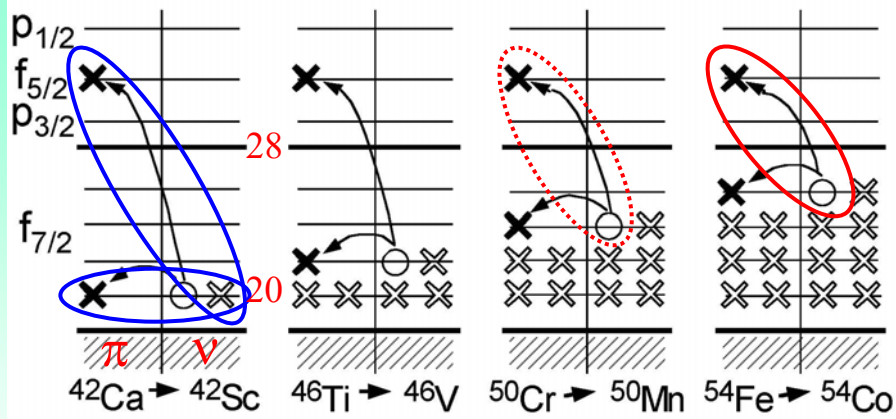 p1/2
f5/2
p3/2
28
f7/2
20
π ν
42Ca → 42Sc 46Ti → 46V 50Cr → 50Mn 54Fe → 54Co